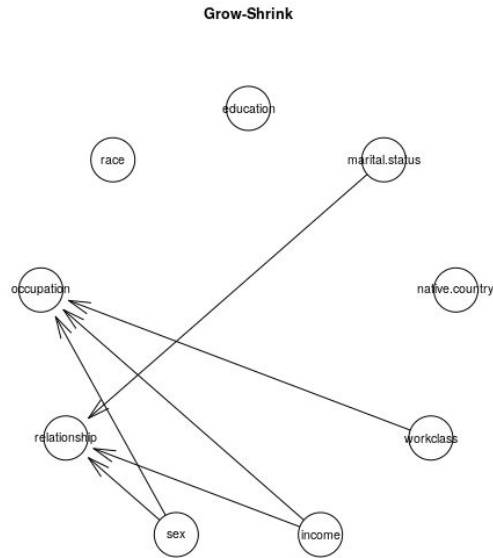 Grow-Shrink
education
race
marital.status
occupation
native.country
relationship
workclass
sex
income